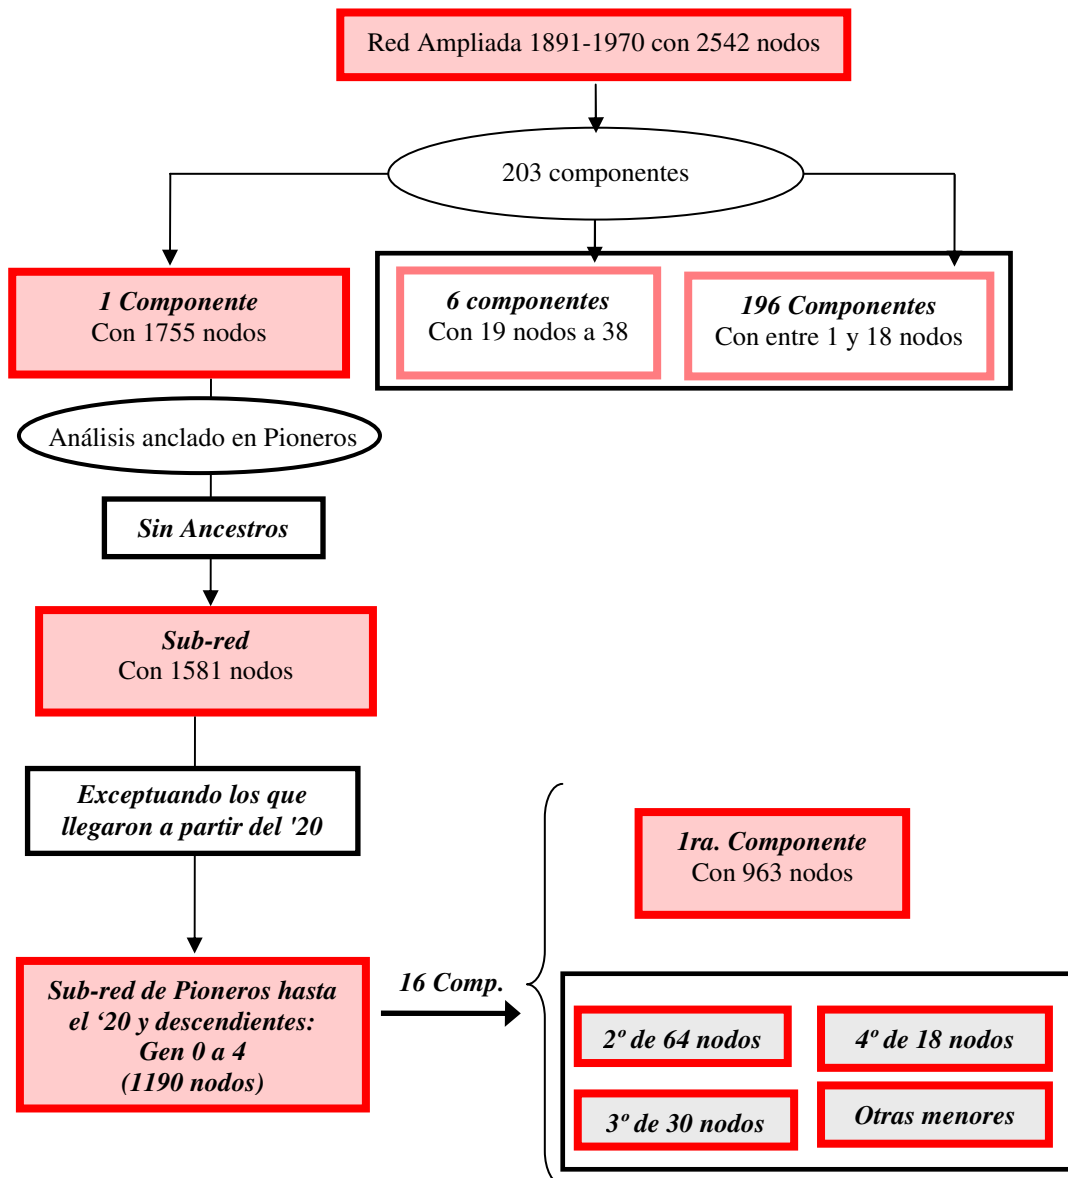 Red Ampliada 1891-1970 con 2542 nodos
203 componentes
1 Componente
Con 1755 nodos
6 componentes
Con 19 nodos a 38
196 Componentes
Con entre 1 y 18 nodos
Análisis anclado en Pioneros
Sin Ancestros
Sub-red
Con 1581 nodos
Exceptuando los que
llegaron a partir del '20
Sub-red de Pioneros hasta
el ‘20 y descendientes:
Gen 0 a 4
(1190 nodos)
16 Comp.
1ra. Componente
Con 963 nodos
2º de 64 nodos
4º de 18 nodos
3º de 30 nodos
Otras menores